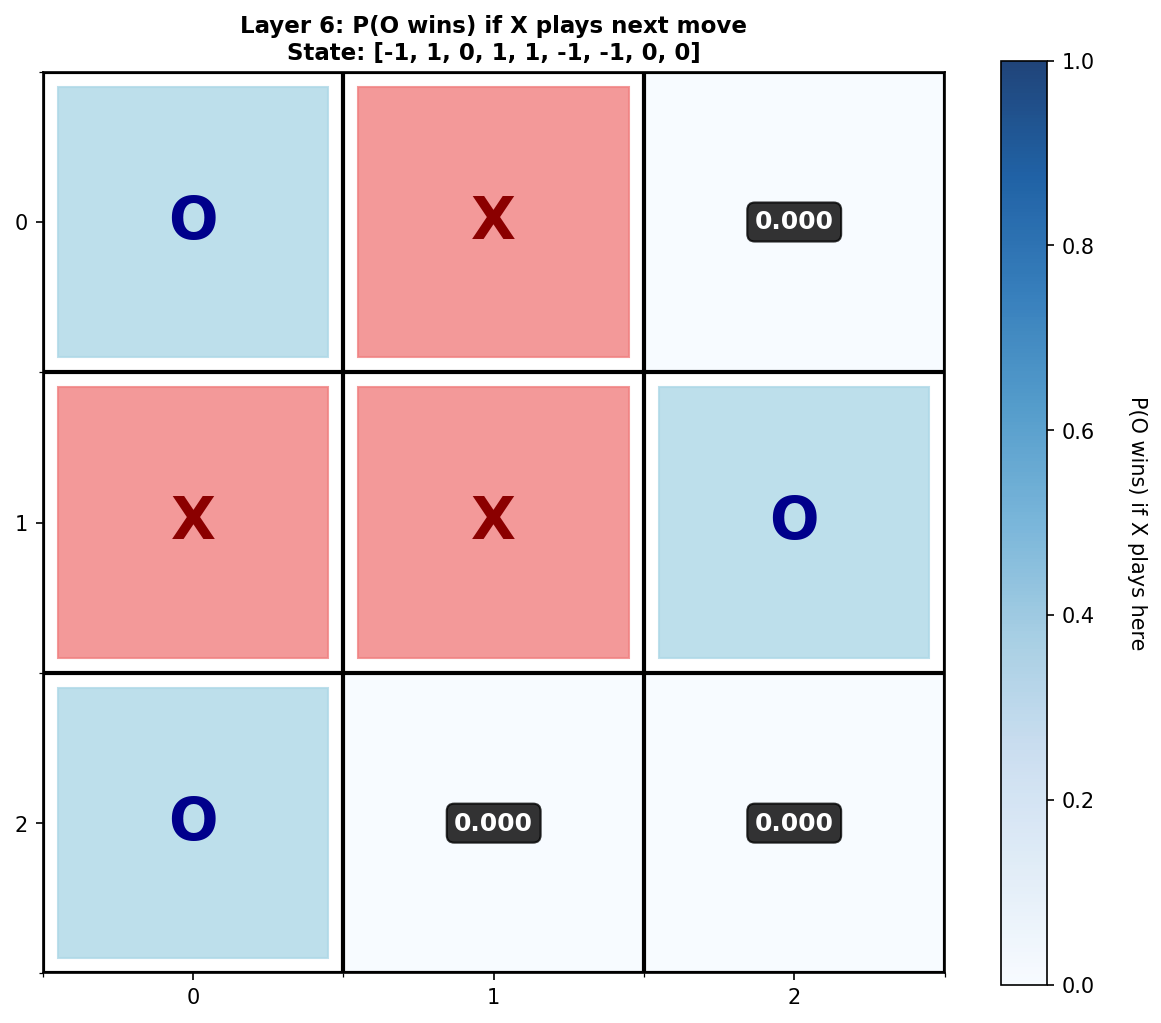 Layer 6: P(O wins) if X plays next move
State: [-1, 1, 0, 1, 1, -1, -1, 0, 0]
0
O
X
0.000
1
X
X
O
2
O
0.000
0.000
0
1
2
1.0
0.8
0.6
0.4
0.2
0.0
P(O wins) if X plays here